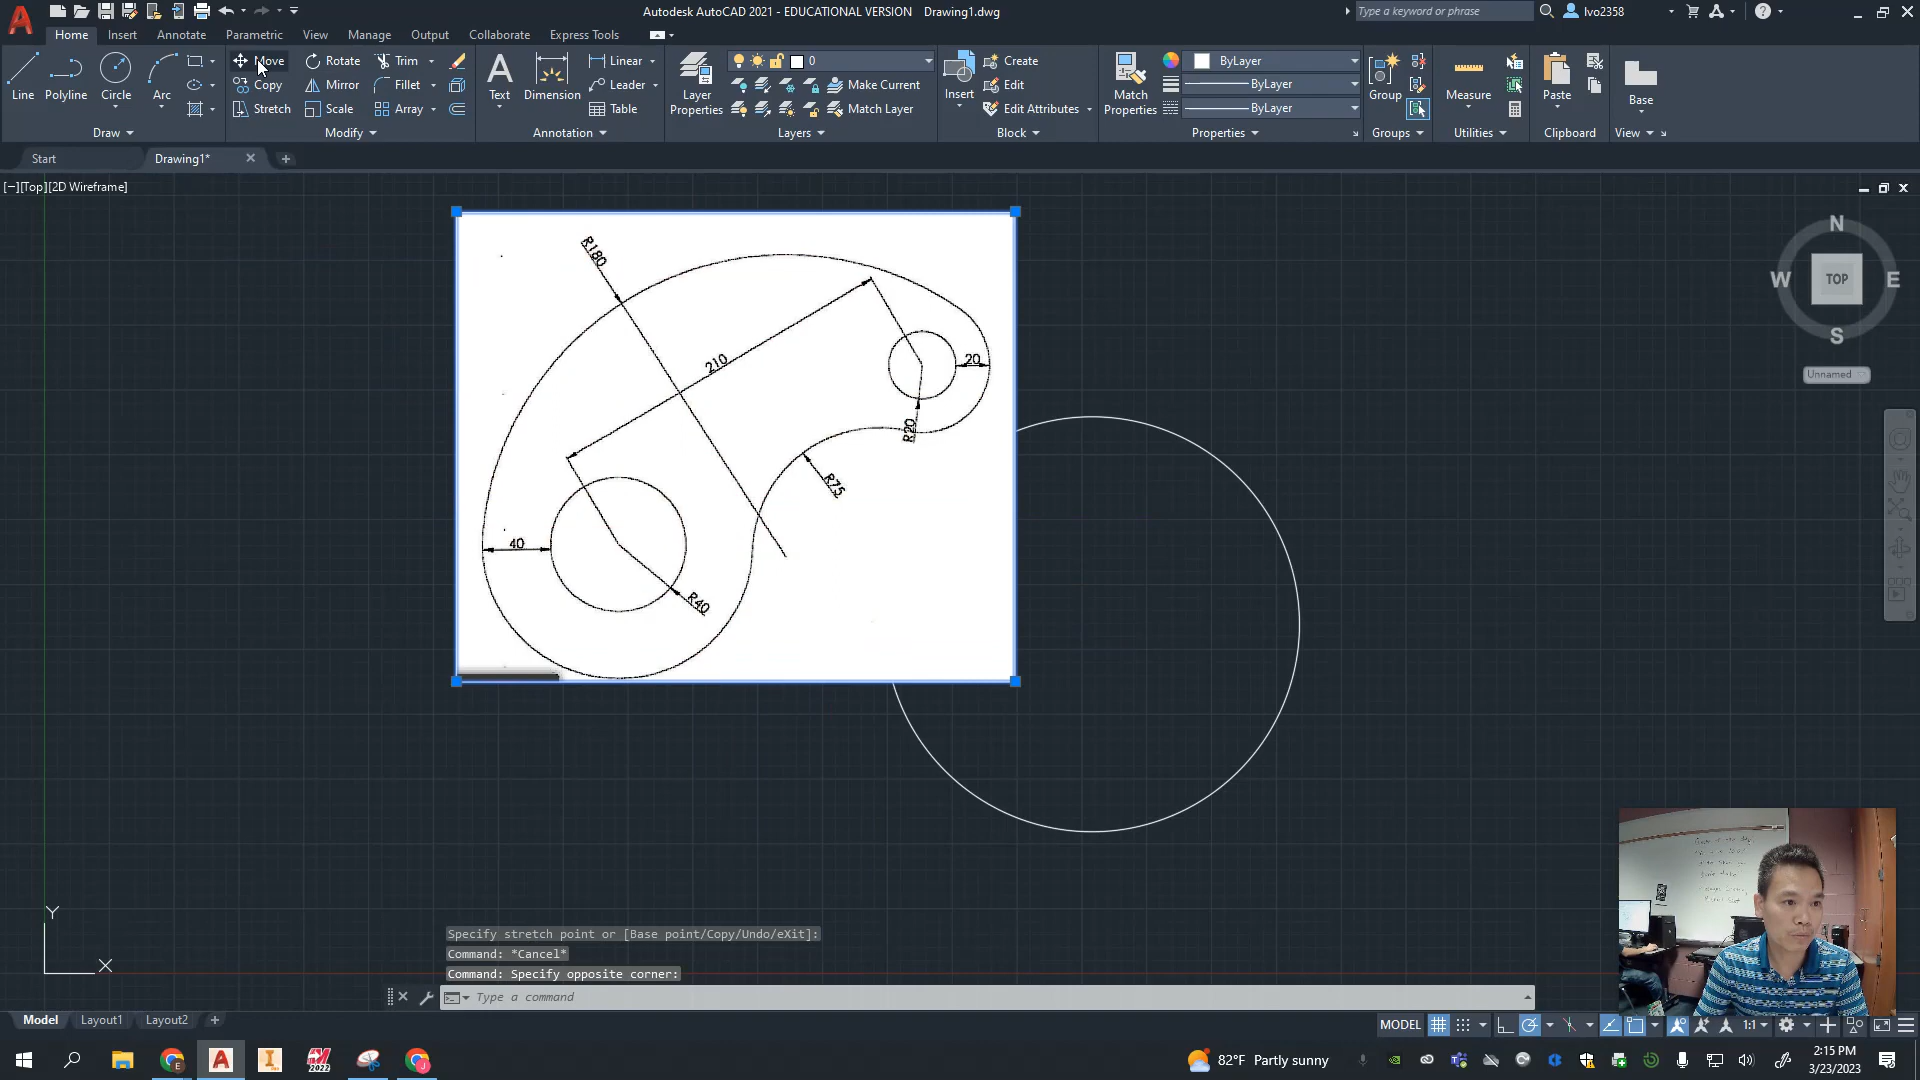 Autodesk AutoCAD 2021 - EDUCATIONAL VERSION Drawing1.dwg
Type a keyword or phrase
lvo2358
Home Insert Annotate Parametric View Manage Output Collaborate Express Tools
Line Polyline Circle Arc
Draw
Move Rotate Trim
Copy Mirror Fillet
Stretch Scale Array
Modify
Text Dimension
Linear
Leader
Table
Annotation
Layer Properties
0
Make Current
Match Layer
Layers
Insert
Create
Edit
Edit Attributes
Block
Match Properties
ByLayer
ByLayer
ByLayer
Properties
Group
Groups
Measure
Utilities
Paste
Clipboard
Base
View
Start Drawing1*
[−][Top][2D Wireframe]
N
W TOP E
S
Unnamed
R180
210
20
R20
R75
40
R40
Y
X
Specify stretch point or [Base point/Copy/Undo/eXit]:
Command: *Cancel*
Command: Specify opposite corner:
Type a command
Model Layout1 Layout2
MODEL 1:1
82°F Partly sunny
2:15 PM
3/23/2023